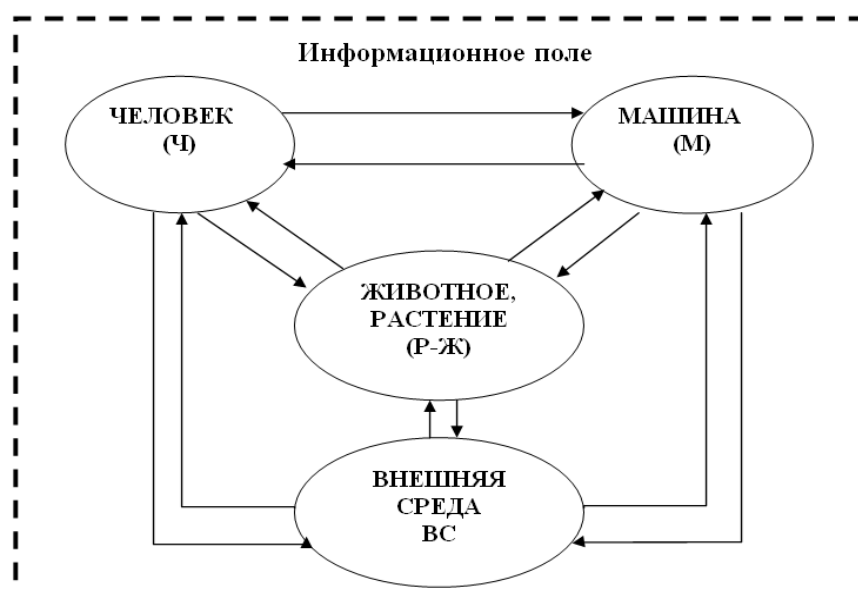 Информационное поле
ЧЕЛОВЕК
(Ч)
МАШИНА
(М)
ЖИВОТНОЕ,
РАСТЕНИЕ
(Р-Ж)
ВНЕШНЯЯ
СРЕДА
ВС